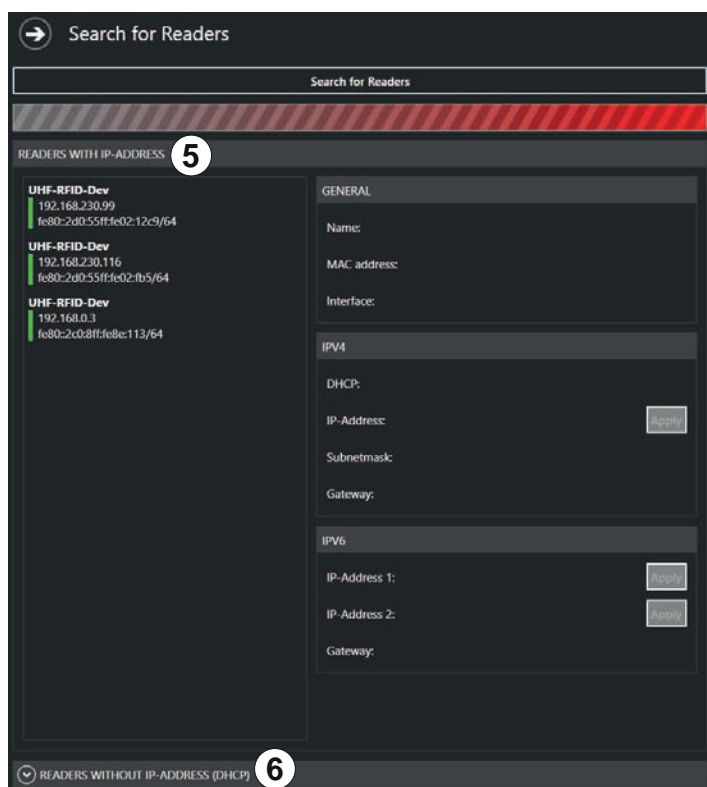 Search for Readers
Search for Readers
READERS WITH IP-ADDRESS 5
UHF-RFID-Dev
192.168.230.99
fe80::2d0:55ff:fe02:12c9/64
UHF-RFID-Dev
192.168.230.116
fe80::2d0:55ff:fe02:fb5/64
UHF-RFID-Dev
192.168.0.3
fe80::2c0:8ff:fe8e:113/64
GENERAL
Name:
MAC address:
Interface:
IPV4
DHCP:
IP-Address:
Apply
Subnetmask:
Gateway:
IPV6
IP-Address 1:
Apply
IP-Address 2:
Apply
Gateway:
READERS WITHOUT IP-ADDRESS (DHCP) 6